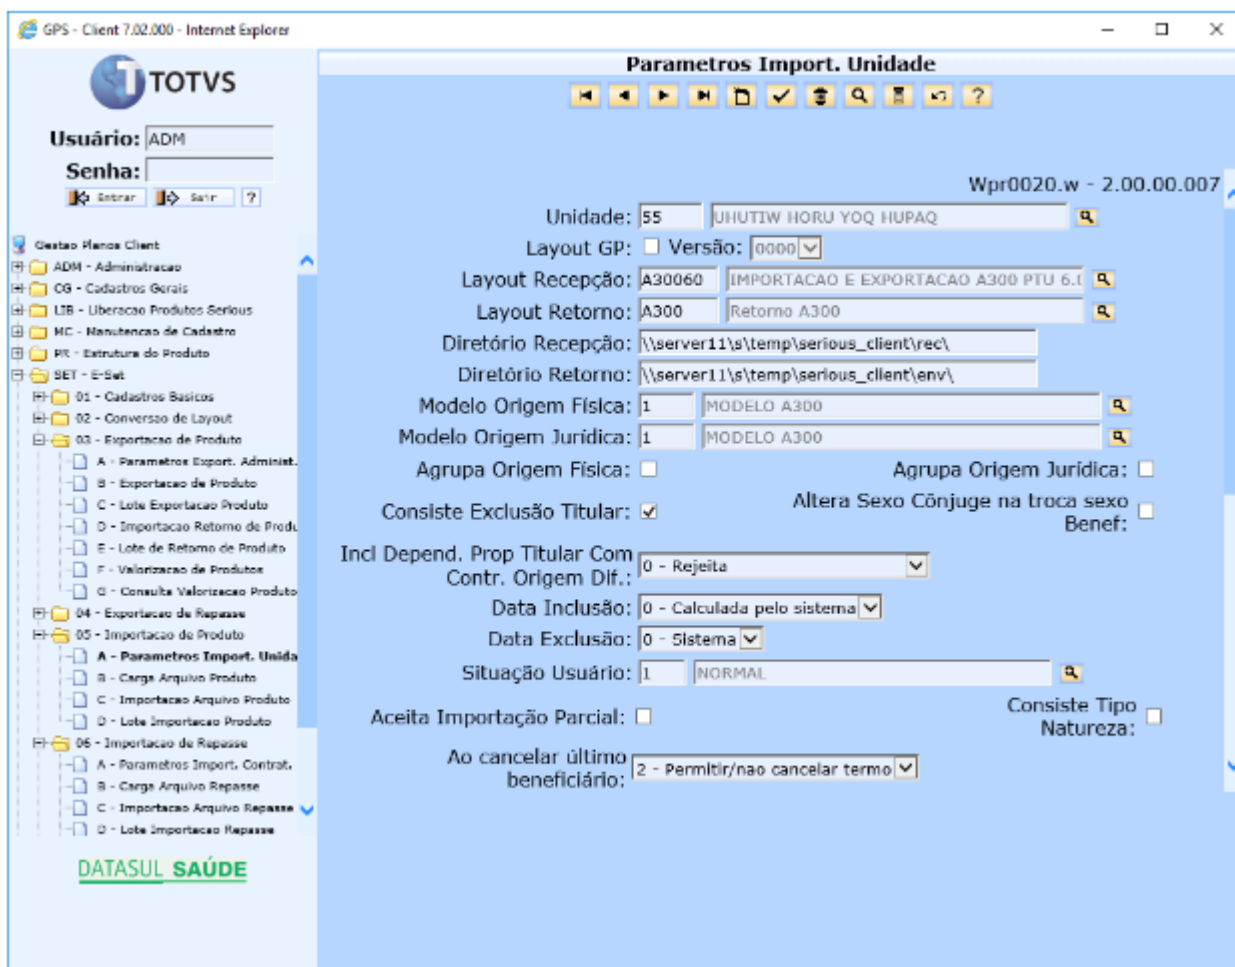 GPS - Client 7.02.000 - Internet Explorer
TOTVS
Usuário: ADM
Senha:
Entrar Sair ?
Gestao Planos Client
ADM - Administracao
CG - Cadastros Gerais
LIB - Liberacao Produtos Serious
MC - Manutencao de Cadastro
PR - Estrutura do Produto
SET - E-Set
01 - Cadastros Basicos
02 - Conversao de Layout
03 - Exportacao de Produto
A - Parametros Export. Administ.
B - Exportacao de Produto
C - Lote Exportacao Produto
D - Importacao Retorno de Produ
E - Lote de Retorno de Produto
F - Valorizacao de Produtos
G - Consulta Valorizacao Produto
04 - Exportacao de Repasse
05 - Importacao de Produto
A - Parametros Import. Unida
B - Carga Arquivo Produto
C - Importacao Arquivo Produto
D - Lote Importacao Produto
06 - Importacao de Repasse
A - Parametros Import. Contrat.
B - Carga Arquivo Repasse
C - Importacao Arquivo Repasse
D - Lote Importacao Repasse
DATASUL SAÚDE
Parametros Import. Unidade
?
Wpr0020.w - 2.00.00.007
Unidade: 55 UHUTIW HORU YOQ HUPAQ
Layout GP: Versão: 0000
Layout Recepção: A30060 IMPORTACAO E EXPORTACAO A300 PTU 6.0
Layout Retorno: A300 Retorno A300
Diretório Recepção: \\server11\s\temp\serious_client\rec\
Diretório Retorno: \\server11\s\temp\serious_client\env\
Modelo Origem Física: 1 MODELO A300
Modelo Origem Jurídica: 1 MODELO A300
Agrupa Origem Física: Agrupa Origem Jurídica:
Consiste Exclusão Titular: Altera Sexo Cônjuge na troca sexo
Benef:
Incl Depend. Prop Titular Com
Contr. Origem Dif.: 0 - Rejeita
Data Inclusão: 0 - Calculada pelo sistema
Data Exclusão: 0 - Sistema
Situação Usuário: 1 NORMAL
Aceita Importação Parcial: Consiste Tipo
Natureza:
Ao cancelar último
beneficiário: 2 - Permitir/nao cancelar termo